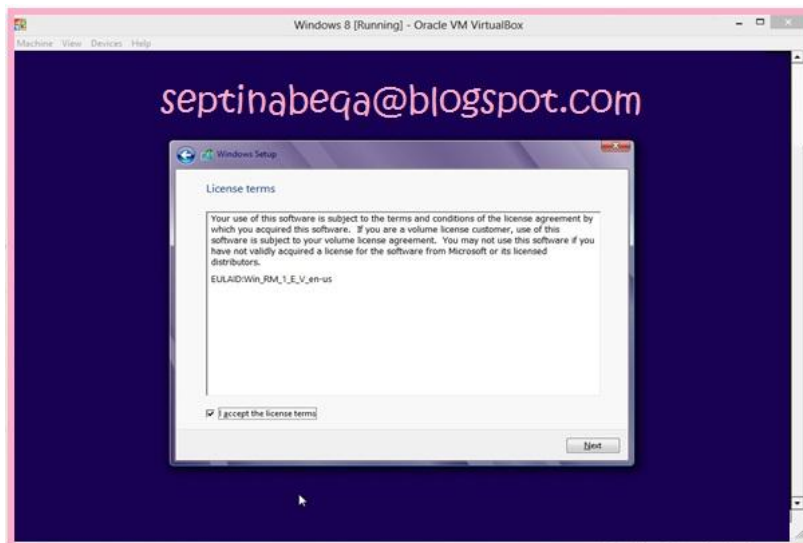 Windows 8 [Running] - Oracle VM VirtualBox
Machine View Devices Help
septinabeqa@blogspot.com
Windows Setup
License terms
Your use of this software is subject to the terms and conditions of the license agreement by
which you acquired this software. If you are a volume license customer, use of this
software is subject to your volume license agreement. You may not use this software if you
have not validly acquired a license for the software from Microsoft or its licensed
distributors.
EULAID:Win_RM_1_E_V_en-us
I accept the license terms
Next